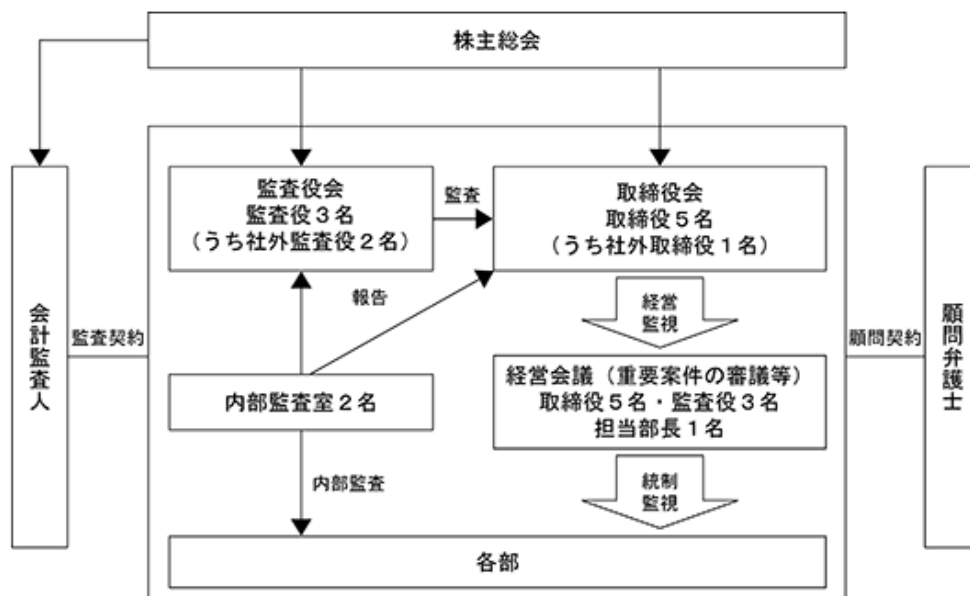 株主総会
監査役会
監査役３名
（うち社外監査役２名）
監査
取締役会
取締役５名
（うち社外取締役１名）
報告
経営
監視
会計監査人
監査契約
顧問契約
顧問弁護士
内部監査室２名
経営会議（重要案件の審議等）
取締役５名・監査役３名
担当部長１名
内部監査
統制
監視
各部